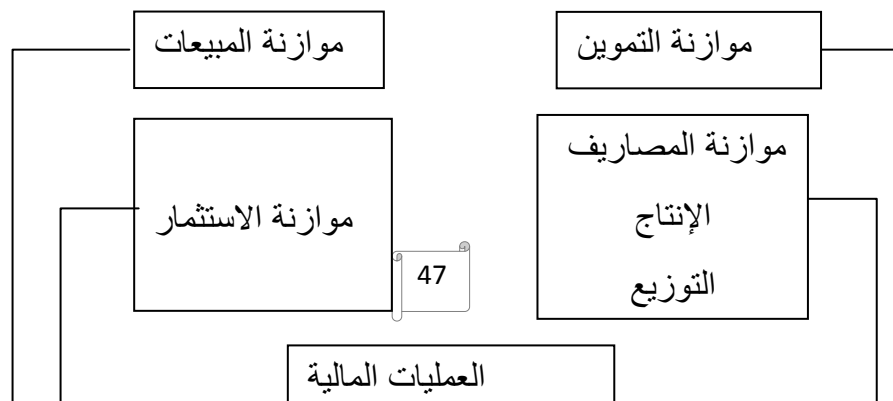 موازنة التموين
موازنة المبيعات
موازنة المصاريف
الإنتاج
التوزيع
موازنة الاستثمار
47
العمليات المالية